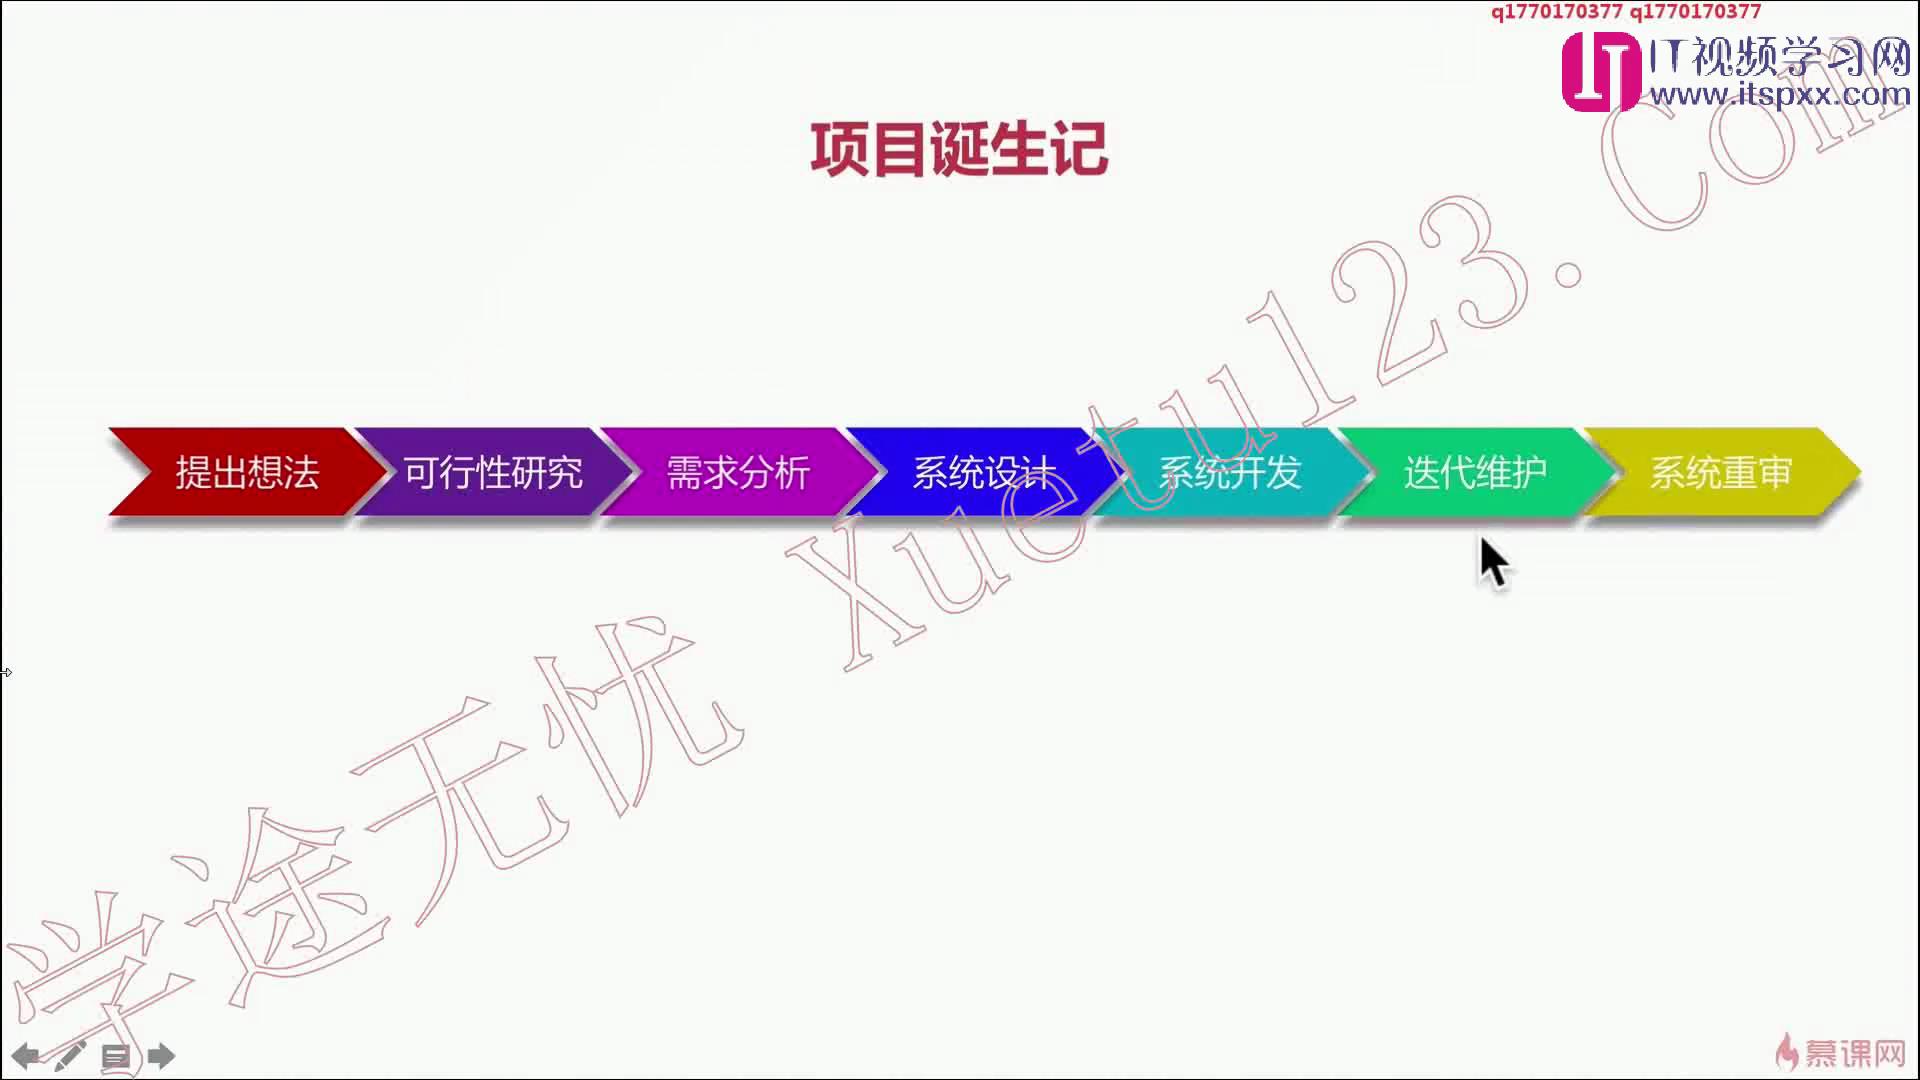 q1770170377 q1770170377
IT视频学习网
www.itspxx.com
项目诞生记
提出想法 可行性研究 需求分析 系统设计 系统开发 迭代维护 系统重审
学途无忧 Xuetu123.Com
慕课网